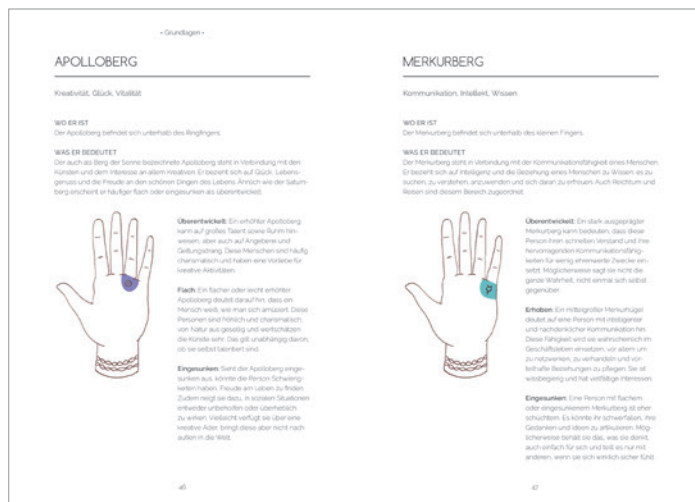 • Grundlagen •
APOLLOBERG
Kreativität, Glück, Vitalität
WO ER IST
Der Apolloberg befindet sich unterhalb des Ringfingers.
WAS ER BEDEUTET
Der auch als Berg der Sonne bezeichnete Apolloberg steht in Verbindung mit den
Künsten und dem Interesse an allem Kreativen. Er bezieht sich auf Glück, Lebens-
genuss und die Freude an den schönen Dingen des Lebens. Ähnlich wie der Saturn-
berg erscheint er häufiger flach oder eingesunken als überentwickelt.
Überentwickelt: Ein erhöhter Apolloberg
kann auf großes Talent sowie Ruhm hin-
weisen, aber auch auf Angeberei und
Geltungsdrang. Diese Menschen sind häufig
charismatisch und haben eine Vorliebe für
kreative Aktivitäten.
Flach: Ein flacher oder leicht erhöhter
Apolloberg deutet darauf hin, dass ein
Mensch weiß, wie man sich amüsiert. Diese
Personen sind fröhlich und charismatisch,
von Natur aus gesellig und wertschätzen
die Künste sehr. Das gilt unabhängig davon,
ob sie selbst talentiert sind.
Eingesunken: Sieht der Apolloberg einge-
sunken aus, könnte die Person Schwierig-
keiten haben, Freude am Leben zu finden.
Zudem neigt sie dazu, in sozialen Situationen
entweder unbeholfen oder überheblich
zu wirken. Vielleicht verfügt sie über eine
kreative Ader, bringt diese aber nicht nach
außen in die Welt.
46
MERKURBERG
Kommunikation, Intellekt, Wissen
WO ER IST
Der Merkurberg befindet sich unterhalb des kleinen Fingers.
WAS ER BEDEUTET
Der Merkurberg steht in Verbindung mit der Kommunikationsfähigkeit eines Menschen.
Er bezieht sich auf Intelligenz und die Beziehung eines Menschen zu Wissen: es zu
suchen, zu verstehen, anzuwenden und sich daran zu erfreuen. Auch Reichtum und
Reisen sind diesem Bereich zugeordnet.
Überentwickelt: Ein stark ausgeprägter
Merkurberg kann bedeuten, dass diese
Person ihren schnellen Verstand und ihre
hervorragenden Kommunikationsfähig-
keiten für wenig ehrenwerte Zwecke ein-
setzt. Möglicherweise sagt sie nicht die
ganze Wahrheit, nicht einmal sich selbst
gegenüber.
Erhoben: Ein mittelgroßer Merkurhügel
deutet auf eine Person mit intelligenter
und nachdenklicher Kommunikation hin.
Diese Fähigkeit wird sie wahrscheinlich im
Geschäftsleben einsetzen, vor allem um
zu netzwerken, zu verhandeln und vor-
teilhafte Beziehungen zu pflegen. Sie ist
wissbegierig und hat vielfältige Interessen.
Eingesunken: Eine Person mit flachem
oder eingesunkenem Merkurberg ist eher
schüchtern. Es könnte ihr schwerfallen, ihre
Gedanken und Ideen zu artikulieren. Mög-
licherweise behält sie das, was sie denkt,
auch einfach für sich und teilt es nur mit
anderen, wenn sie sich wirklich sicher fühlt.
47